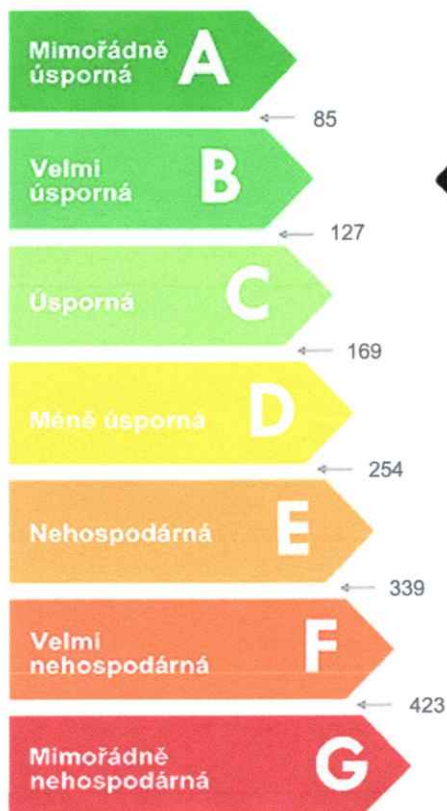 Mimořádně
úsporná
A
85
Velmi
úsporná
B
127
Úsporná
C
169
Méně úsporná
D
254
Nehospodárná
E
339
Velmi
nehospodárná
F
423
Mimořádně
nehospodárná
G